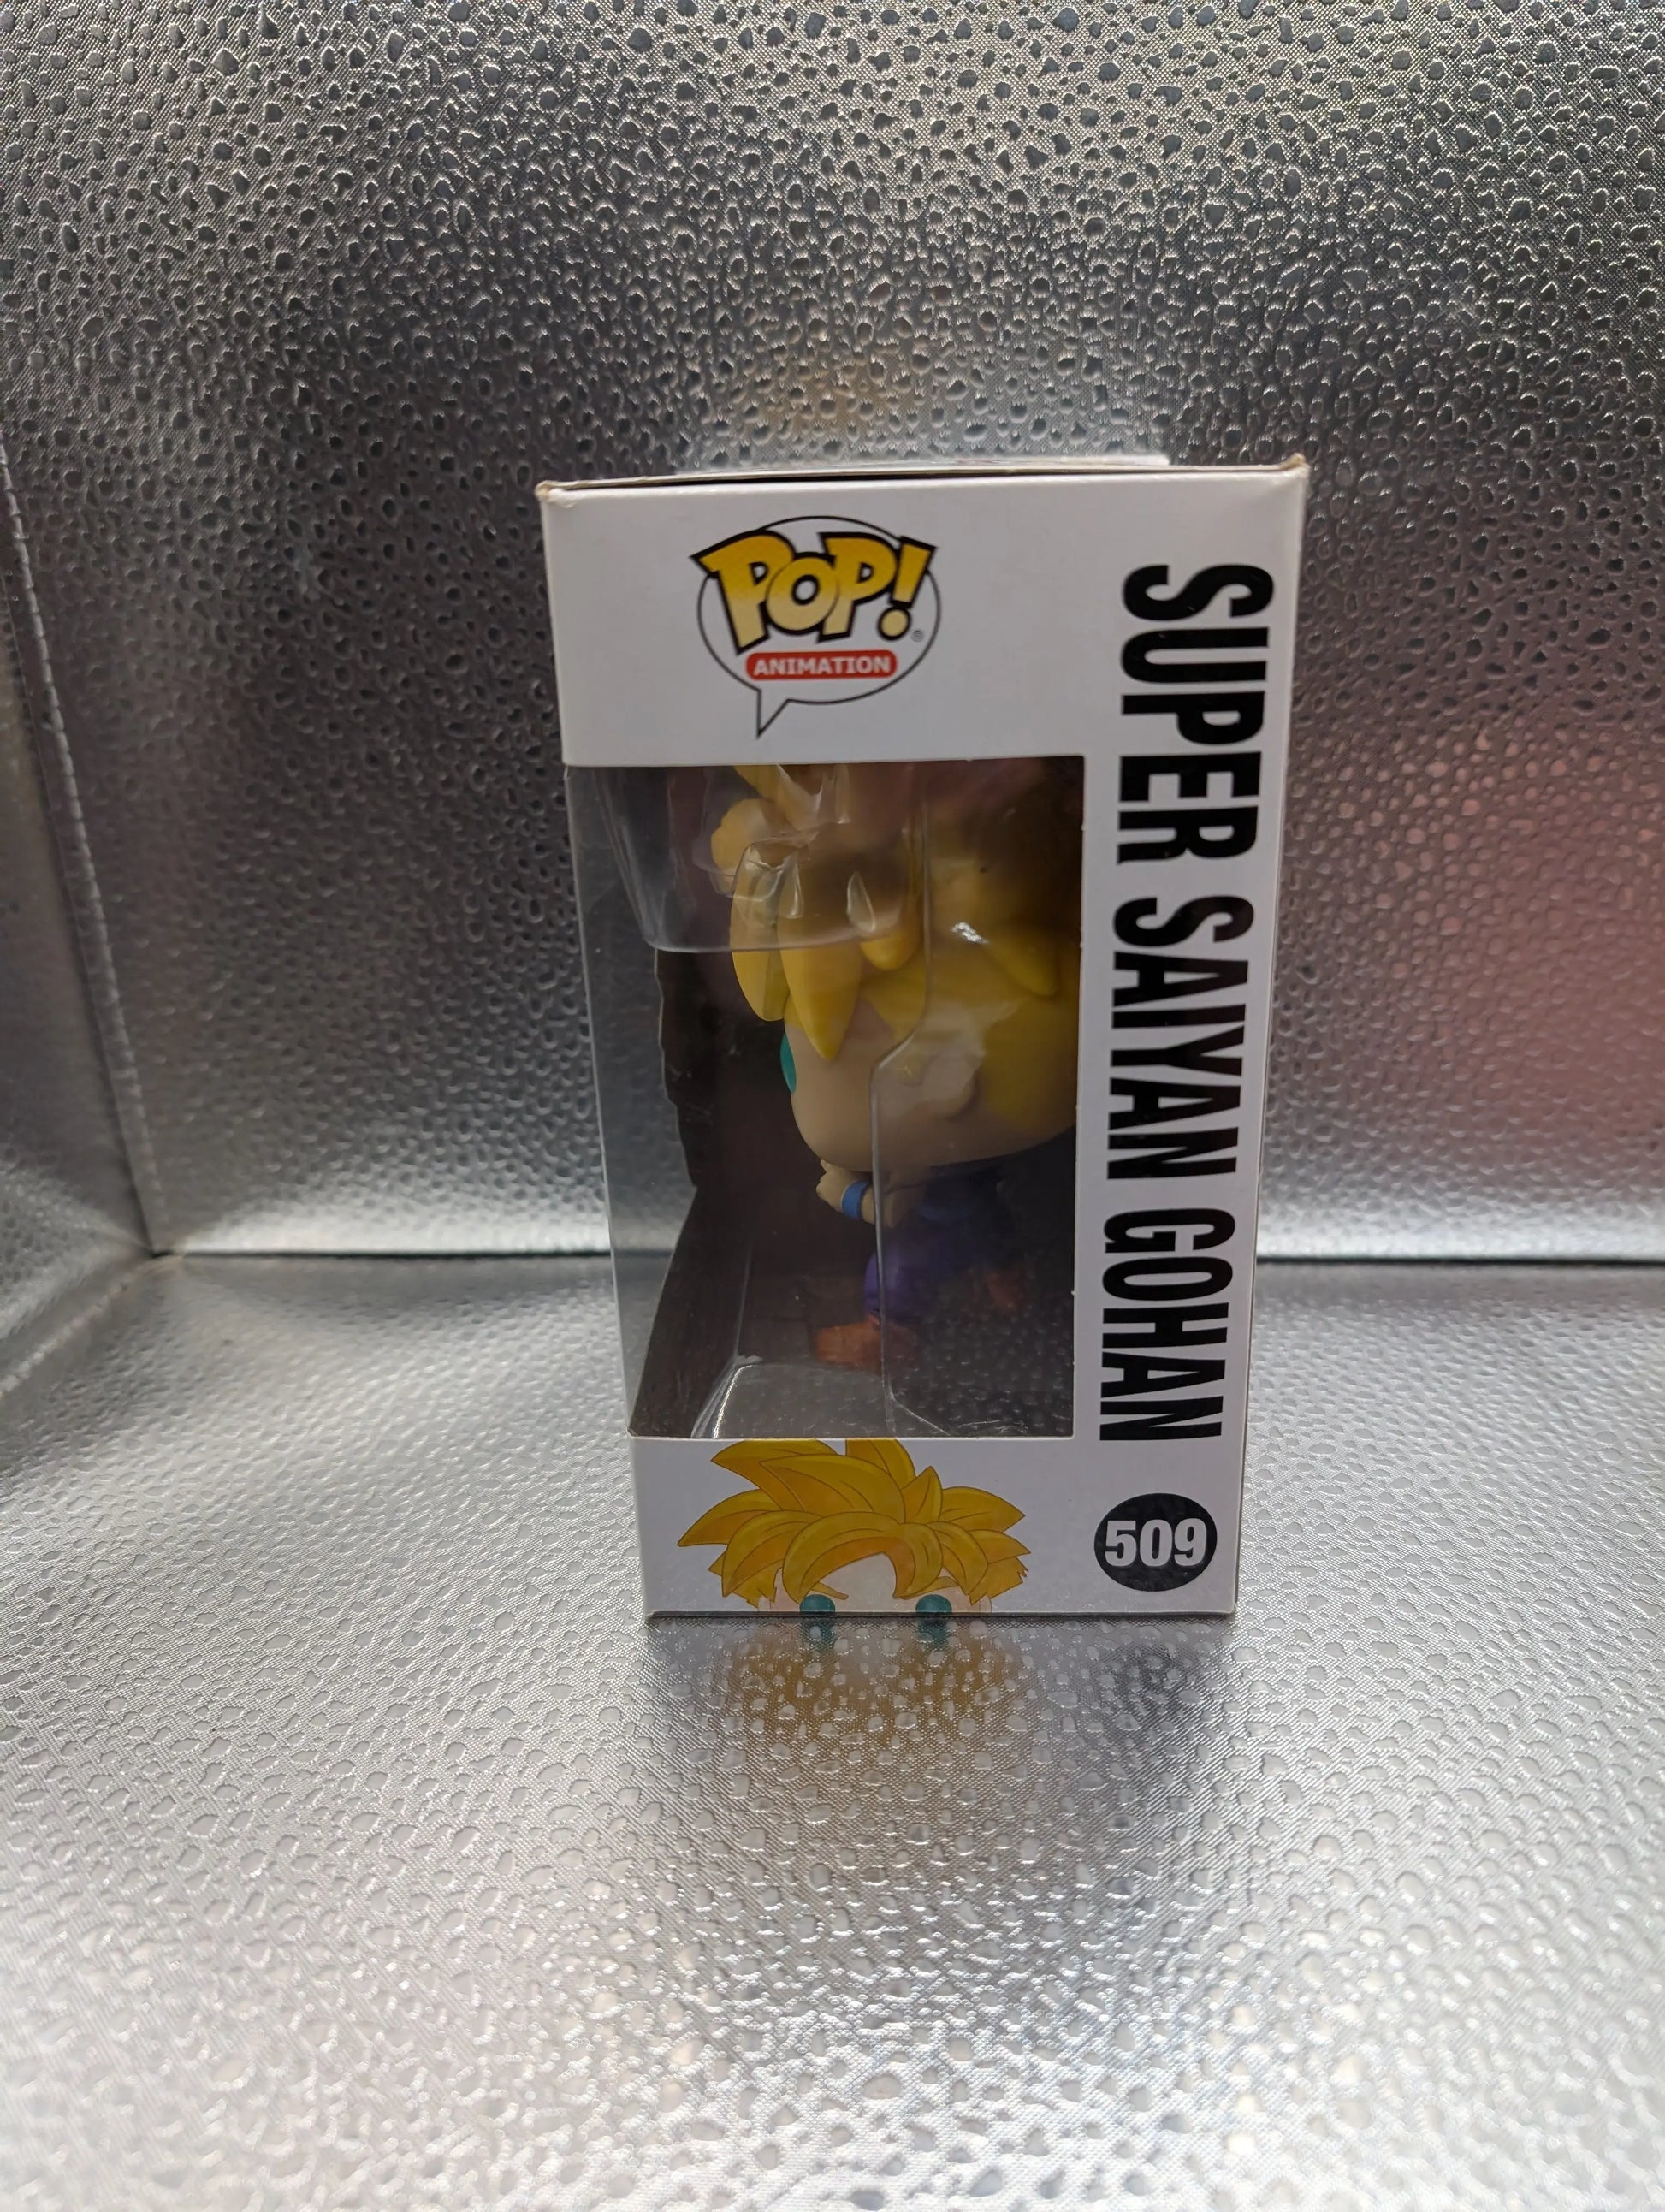 POP!
ANIMATION
SUPER SAIYAN GOHAN
509